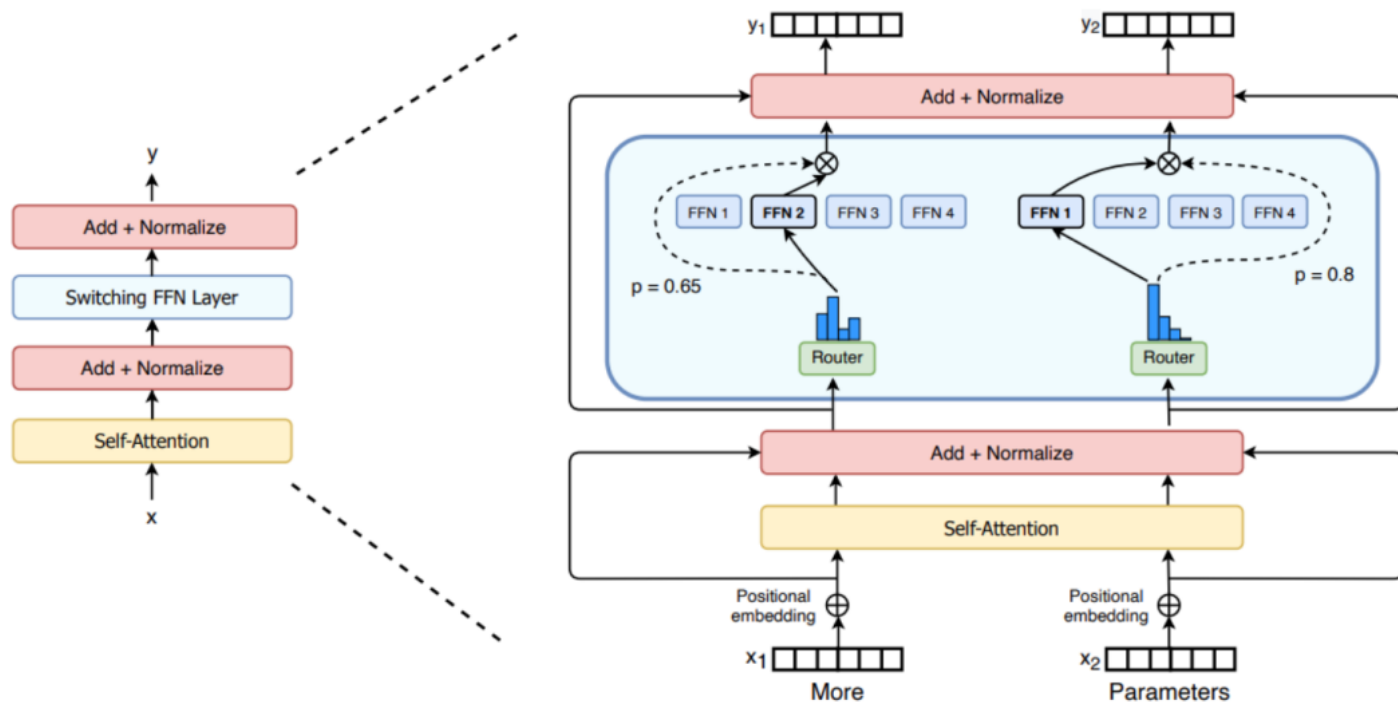 y
Add + Normalize
Switching FFN Layer
Add + Normalize
Self-Attention
x
y1
y2
Add + Normalize
FFN 1 FFN 2 FFN 3 FFN 4
FFN 1 FFN 2 FFN 3 FFN 4
p = 0.65
p = 0.8
Router
Router
Add + Normalize
Self-Attention
Positional
embedding
Positional
embedding
x1
x2
More
Parameters